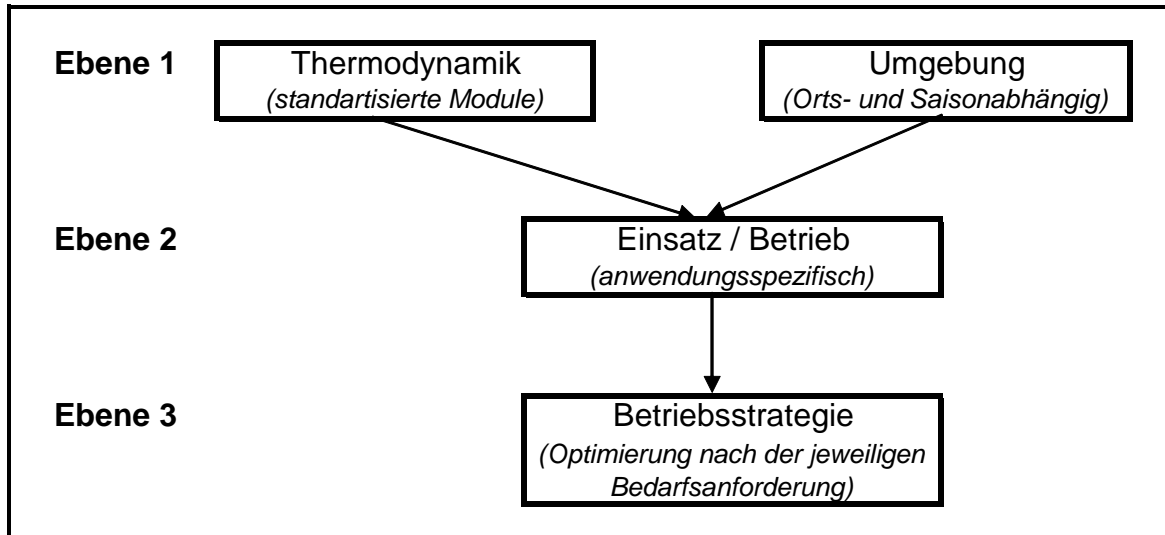 Ebene 1
Thermodynamik
(standartisierte Module)
Umgebung
(Orts- und Saisonabhängig)
Ebene 2
Einsatz / Betrieb
(anwendungsspezifisch)
Ebene 3
Betriebsstrategie
(Optimierung nach der jeweiligen
Bedarfsanforderung)